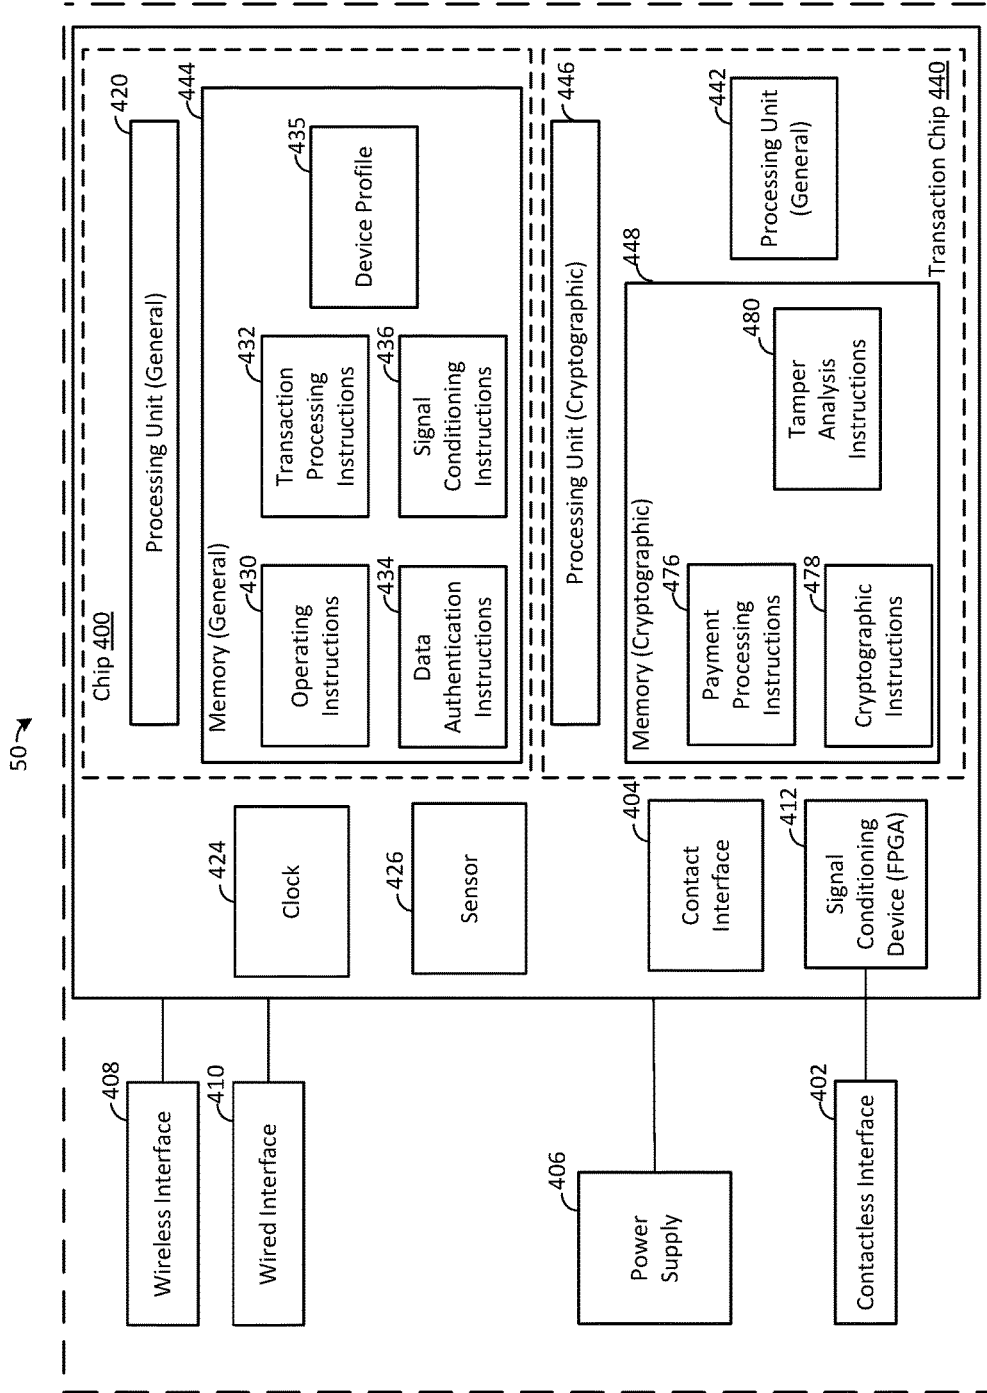 50
Wireless Interface
408
Wired Interface
410
Power
Supply
406
Contactless Interface
402
Clock
424
Sensor
426
Contact
Interface
404
Signal
Conditioning
Device (FPGA)
412
Chip 400
Processing Unit (General)
420
Memory (General)
444
Operating
Instructions
430
Transaction
Processing
Instructions
432
Device Profile
435
Data
Authentication
Instructions
434
Signal
Conditioning
Instructions
436
Processing Unit (Cryptographic)
446
Memory (Cryptographic)
448
Payment
Processing
Instructions
476
Cryptographic
Instructions
478
Tamper
Analysis
Instructions
480
Processing Unit
(General)
442
Transaction Chip 440